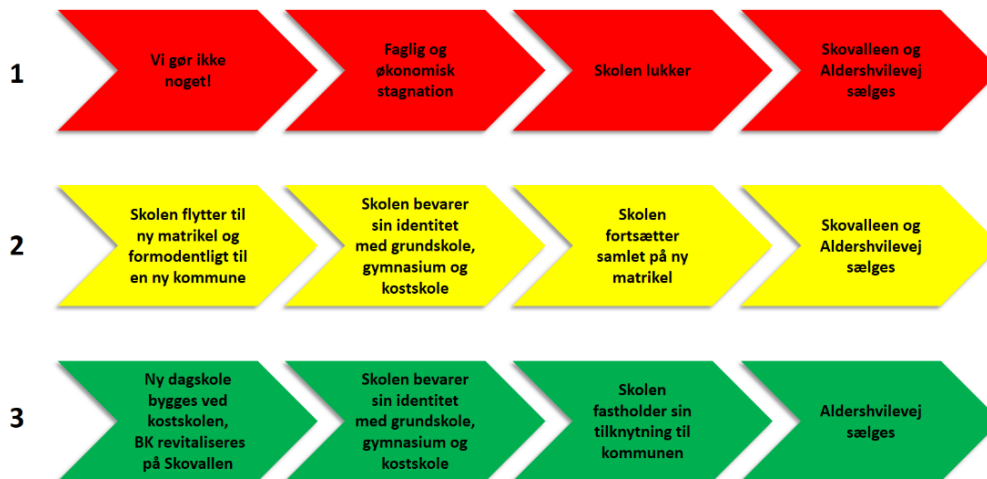 1
Vi gør ikke
noget!
Faglig og
økonomisk
stagnation
Skolen lukker
Skovalleen og
Aldershvilevej
sælges
2
Skolen flytter til
ny matrikel og
formodentligt til
en ny kommune
Skolen bevarer
sin identitet
med grundskole,
gymnasium og
kostskole
Skolen
fortsætter
samlet på ny
matrikel
Skovalleen og
Aldershvilevej
sælges
3
Ny dagskole
bygges ved
kostskolen,
BK revitaliseres
på Skovallen
Skolen bevarer
sin identitet
med grundskole,
gymnasium og
kostskole
Skolen
fastholder sin
tilknytning til
kommunen
Aldershvilevej
sælges